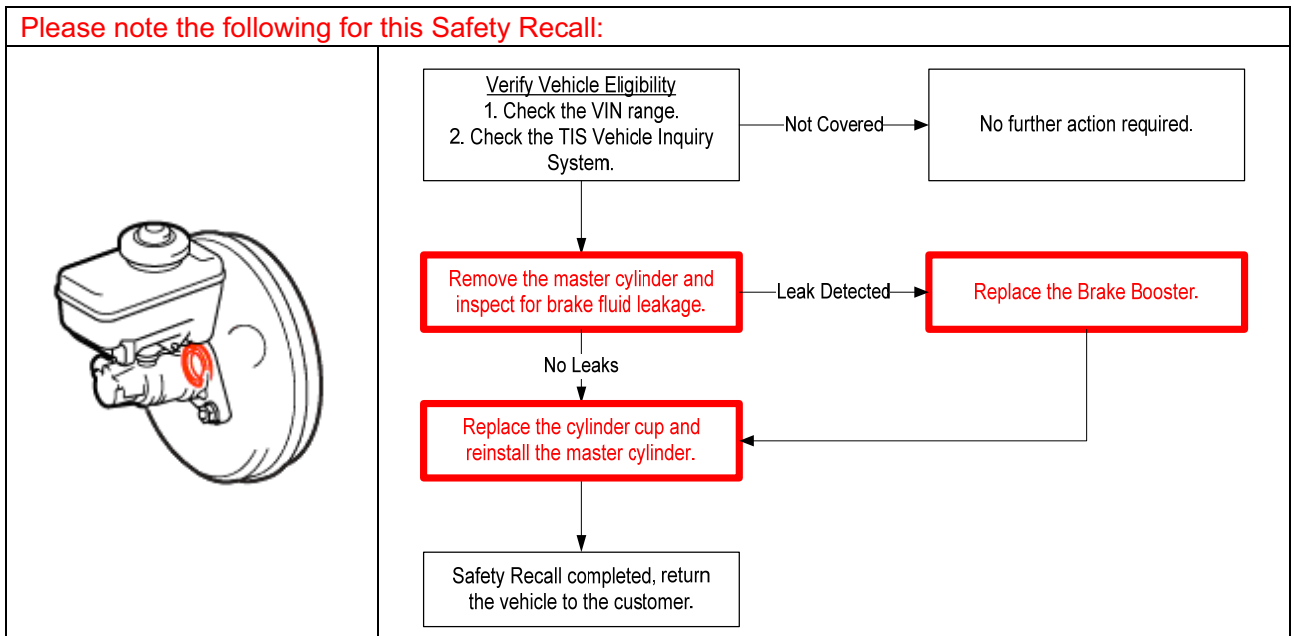 Please note the following for this Safety Recall:
Verify Vehicle Eligibility
1. Check the VIN range.
2. Check the TIS Vehicle Inquiry
System.
Not Covered
No further action required.
Remove the master cylinder and
inspect for brake fluid leakage.
Leak Detected
Replace the Brake Booster.
No Leaks
Replace the cylinder cup and
reinstall the master cylinder.
Safety Recall completed, return
the vehicle to the customer.